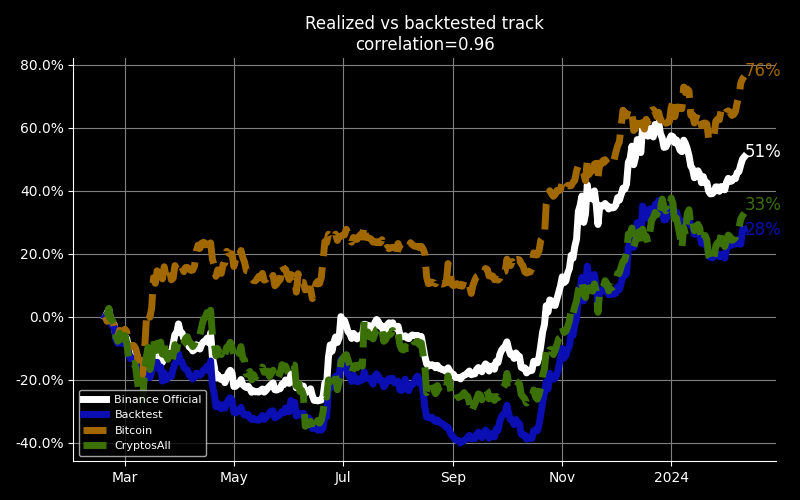 Realized vs backtested track
correlation=0.96
80.0%
60.0%
40.0%
20.0%
0.0%
-20.0%
-40.0%
76%
51%
33%
28%
Binance Official
Backtest
Bitcoin
CryptosAll
Mar May Jul Sep Nov 2024